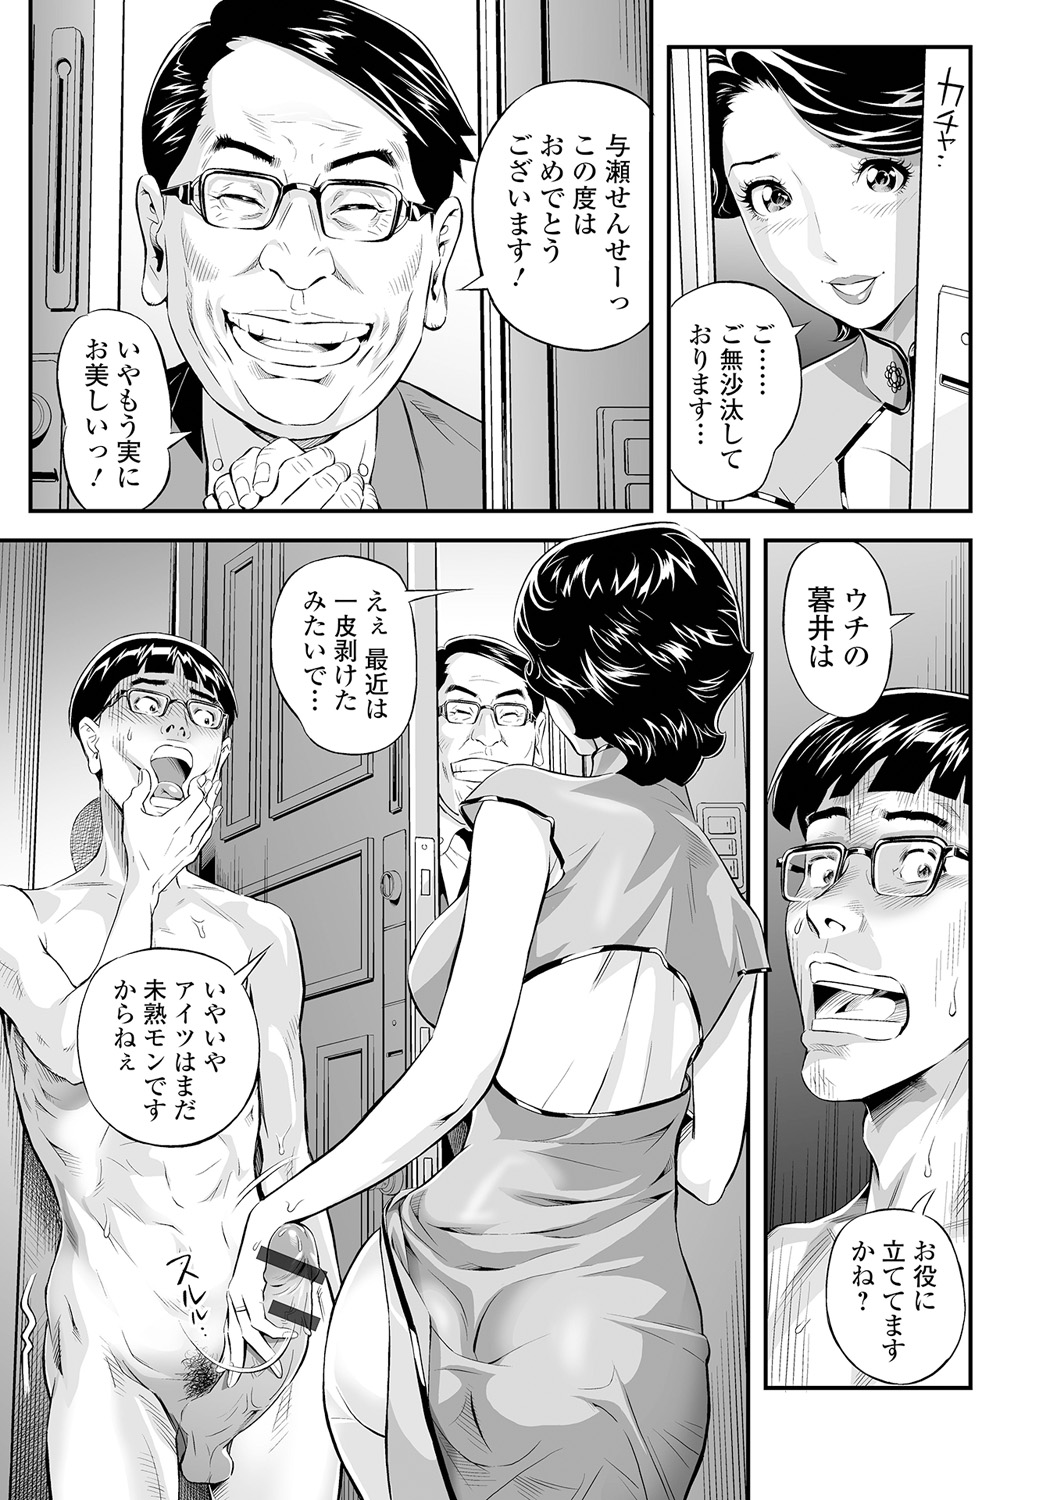 カチャ…
ご……
ご無沙汰して
おります…
与瀬せんせーっ
この度は
おめでとう
ございます！
いやもう実に
お美しいっ！
ウチの
暮井は
お役に
立ててます
かね？
えぇ 最近は
一皮剥けた
みたいで…
いやいや
アイツはまだ
未熟モンです
からねぇ
スルル…